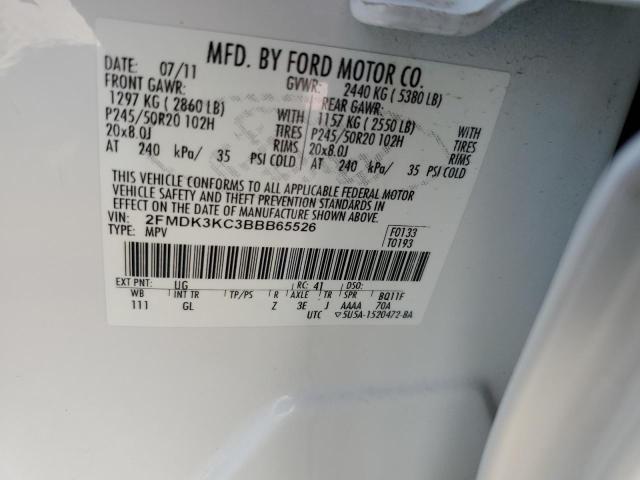 MFD. BY FORD MOTOR CO.
DATE: 07/11 GVWR: 2440 KG ( 5380 LB)
FRONT GAWR: REAR GAWR:
1297 KG ( 2860 LB) WITH 1157 KG ( 2550 LB) WITH
P245/50R20 102H TIRES P245/50R20 102H TIRES
20x8.0J RIMS 20x8.0J RIMS
AT 240 kPa/ 35 PSI COLD AT 240 kPa/ 35 PSI COLD
THIS VEHICLE CONFORMS TO ALL APPLICABLE FEDERAL MOTOR
VEHICLE SAFETY, BUMPER, AND THEFT PREVENTION STANDARDS IN
EFFECT ON THE DATE OF MANUFACTURE SHOWN ABOVE.
VIN: 2FMDK3KC3BBB65526 F0133
TYPE: MPV T0193
EXT PNT: UG RC: 41 DSO:
WB INT TR TP/PS R AXLE TR SPR BQ11F
111 GL Z 3E J AAAA 70A
UTC ▽5U5A-1520472-BA